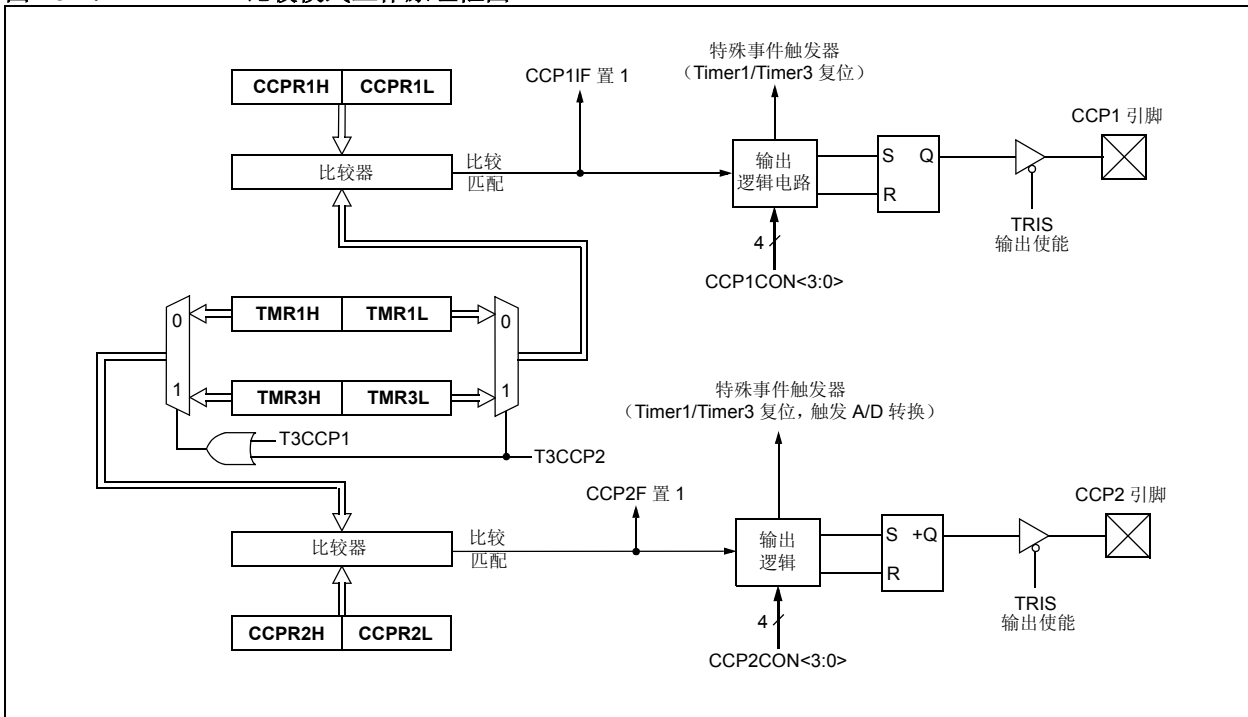 特殊事件触发器
（Timer1/Timer3 复位）
CCPR1H CCPR1L
CCP1IF 置 1
CCP1 引脚
比较器
比较
匹配
输出
逻辑电路
S Q
R
TRIS
输出使能
4
CCP1CON<3:0>
0 TMR1H TMR1L 0
1 TMR3H TMR3L 1
T3CCP1
T3CCP2
特殊事件触发器
（Timer1/Timer3 复位，触发 A/D 转换）
CCP2F 置 1
CCP2 引脚
比较器
比较
匹配
输出
逻辑
S +Q
R
TRIS
输出使能
4
CCPR2H CCPR2L
CCP2CON<3:0>